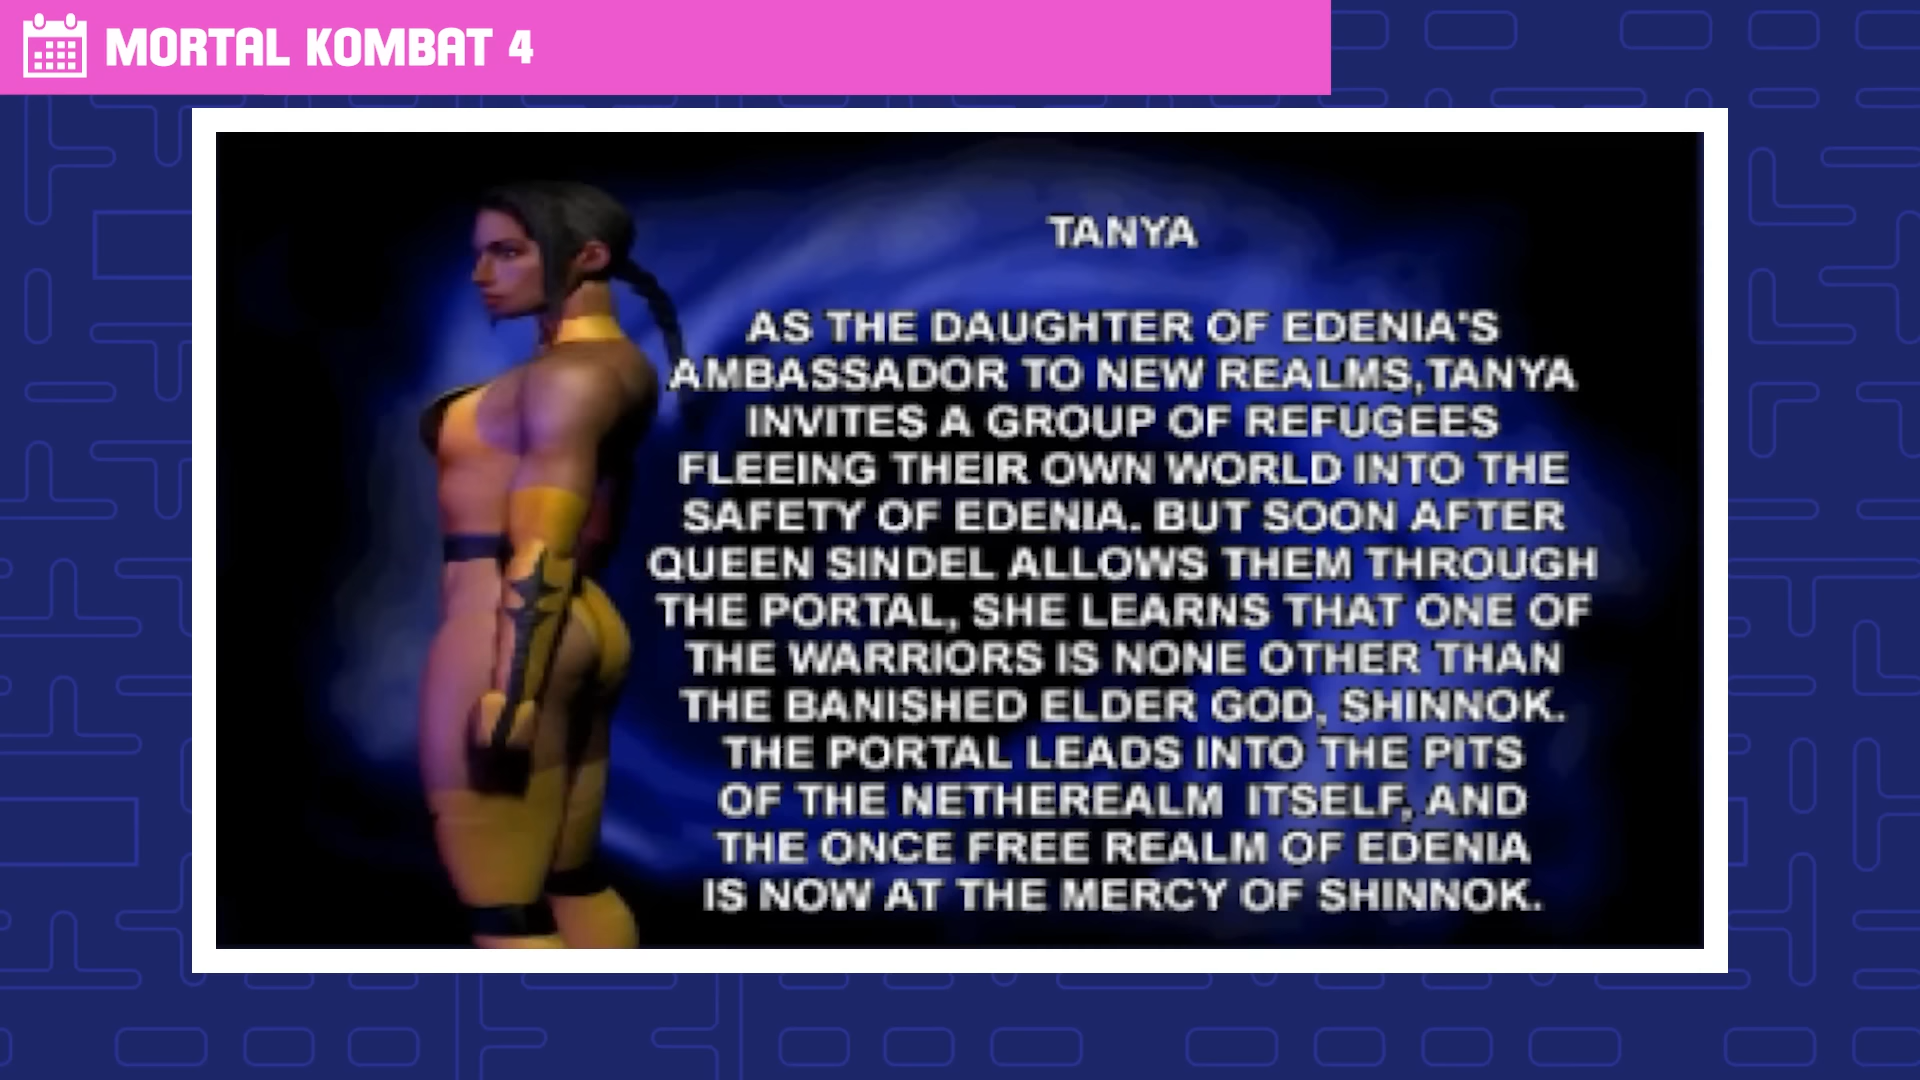 MORTAL KOMBAT 4
TANYA
AS THE DAUGHTER OF EDENIA'S
AMBASSADOR TO NEW REALMS,TANYA
INVITES A GROUP OF REFUGEES
FLEEING THEIR OWN WORLD INTO THE
SAFETY OF EDENIA. BUT SOON AFTER
QUEEN SINDEL ALLOWS THEM THROUGH
THE PORTAL, SHE LEARNS THAT ONE OF
THE WARRIORS IS NONE OTHER THAN
THE BANISHED ELDER GOD, SHINNOK.
THE PORTAL LEADS INTO THE PITS
OF THE NETHEREALM ITSELF, AND
THE ONCE FREE REALM OF EDENIA
IS NOW AT THE MERCY OF SHINNOK.